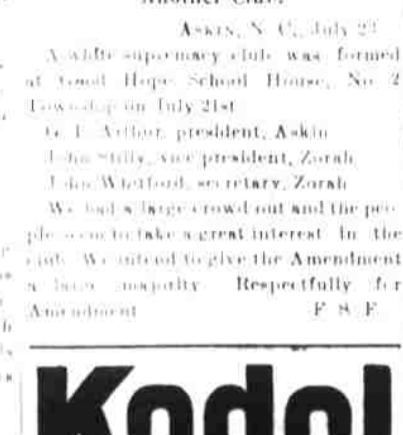 Another Club.
Askin, N. C., July 23
A white supremacy club was formed
at Good Hope School House, No 2
Township on July 21st
G. L. Arthur, president, Askin
John Stilly, vice president, Zorah
John Whitford, secretary, Zorah
We had a large crowd out and the peo-
ple seem to take a great interest in the
club. We intend to give the Amendment
a large majority Respectfully for
Amendment F. S. E.
Kodol